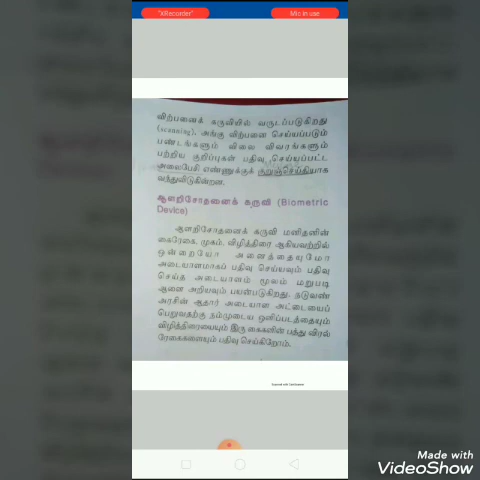 "XRecorder"
Mic in use
விற்பனைக் கருவியில் வருடப்படுகிறது
(scanning). அங்கு விற்பனை செய்யப்படும்
பண்டங்களும் விலை விவரங்களும்
பற்றிய குறிப்புகள் பதிவு செய்யப்பட்ட
அலைபேசி எண்ணுக்குக் குறுஞ்செய்தியாக
வந்துவிடுகின்றன.
ஆளறிசோதனைக் கருவி (Biometric
Device)
ஆளறிசோதனைக் கருவி மனிதனின்
கைரேகை, முகம், விழித்திரை ஆகியவற்றில்
ஒன்றையோ அனைத்தையுமோ
அடையாளமாகப் பதிவு செய்யவும் பதிவு
செய்த அடையாளம் மூலம் மறுபடி
ஆளை அறியவும் பயன்படுகிறது. நடுவண்
அரசின் ஆதார் அடையாள அட்டையைப்
பெறுவதற்கு நம்முடைய ஒளிப்படத்தையும்
விழித்திரையையும் இரு கைகளின் பத்து விரல்
ரேகைகளையும் பதிவு செய்கிறோம்.
Made with
VideoShow